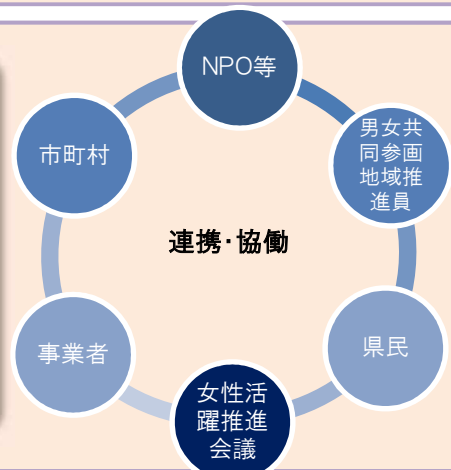 NPO等
男女共
同参画
地域推
進員
市町村
連携・協働
事業者
県民
女性活
躍推進
会議